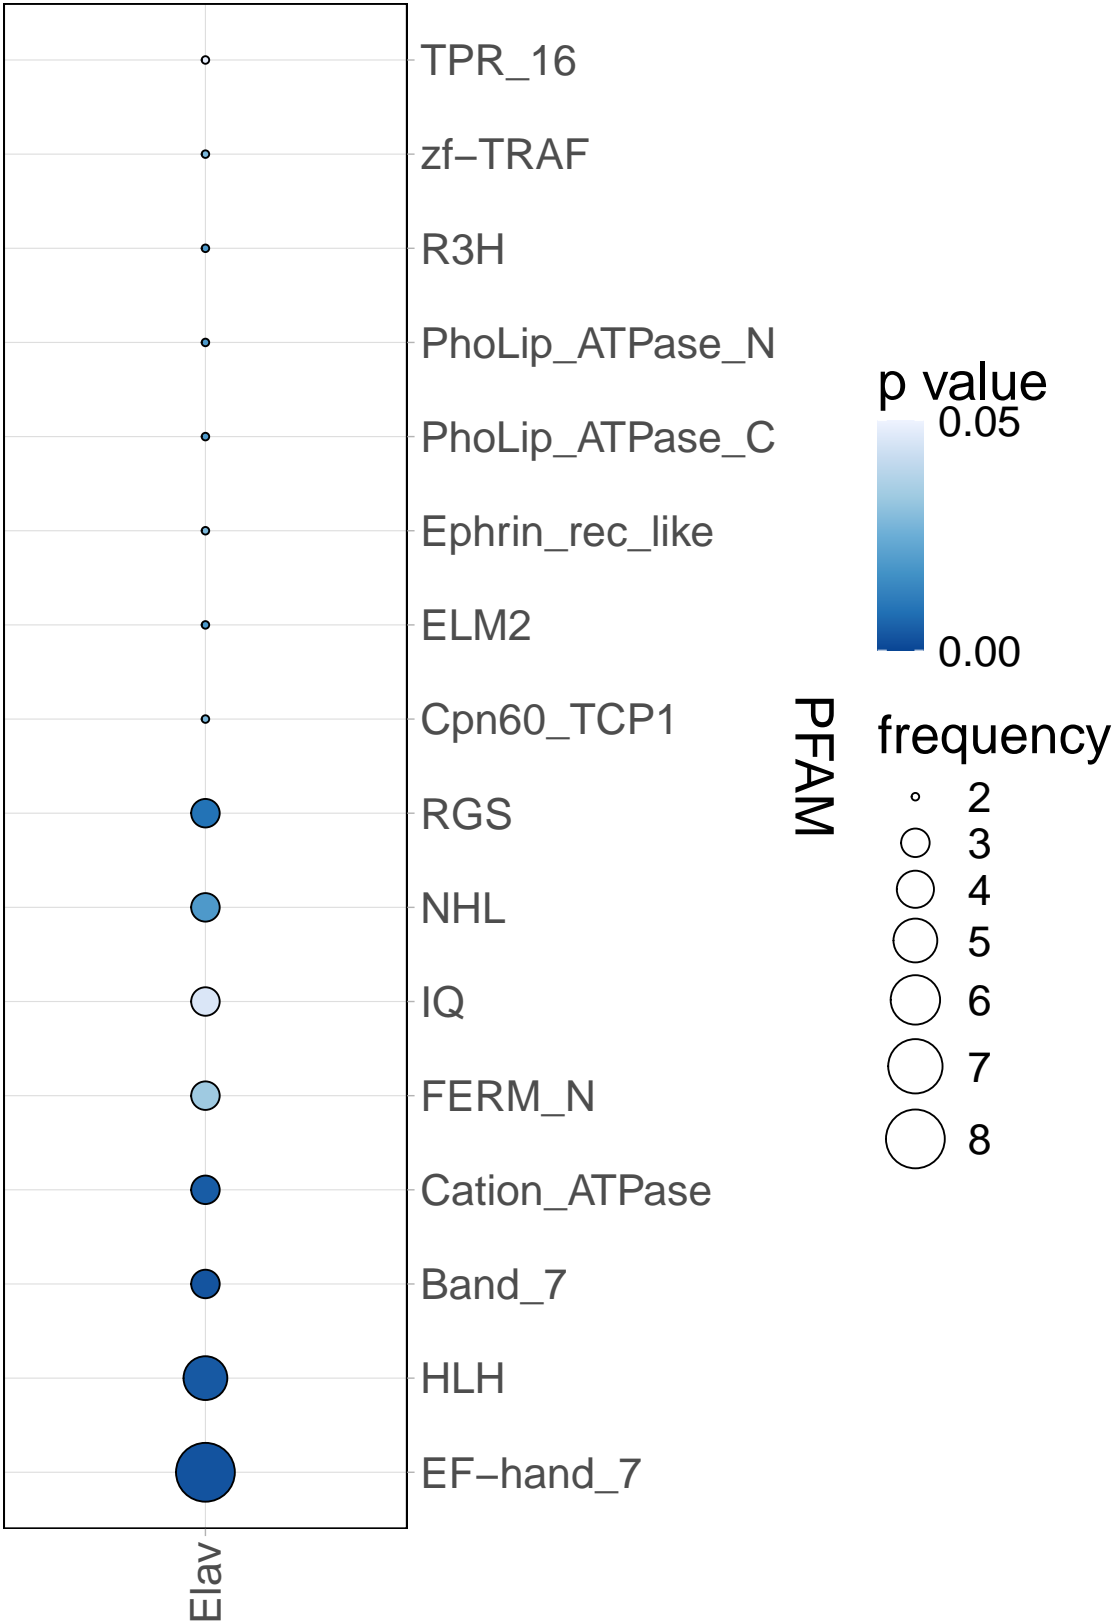 TPR_16
zf−TRAF
R3H
PhoLip_ATPase_N
PhoLip_ATPase_C
Ephrin_rec_like
ELM2
Cpn60_TCP1
RGS
NHL
IQ
FERM_N
Cation_ATPase
Band_7
HLH
EF−hand_7
Elav
PFAM
p value
0.05
0.00
frequency
2
3
4
5
6
7
8